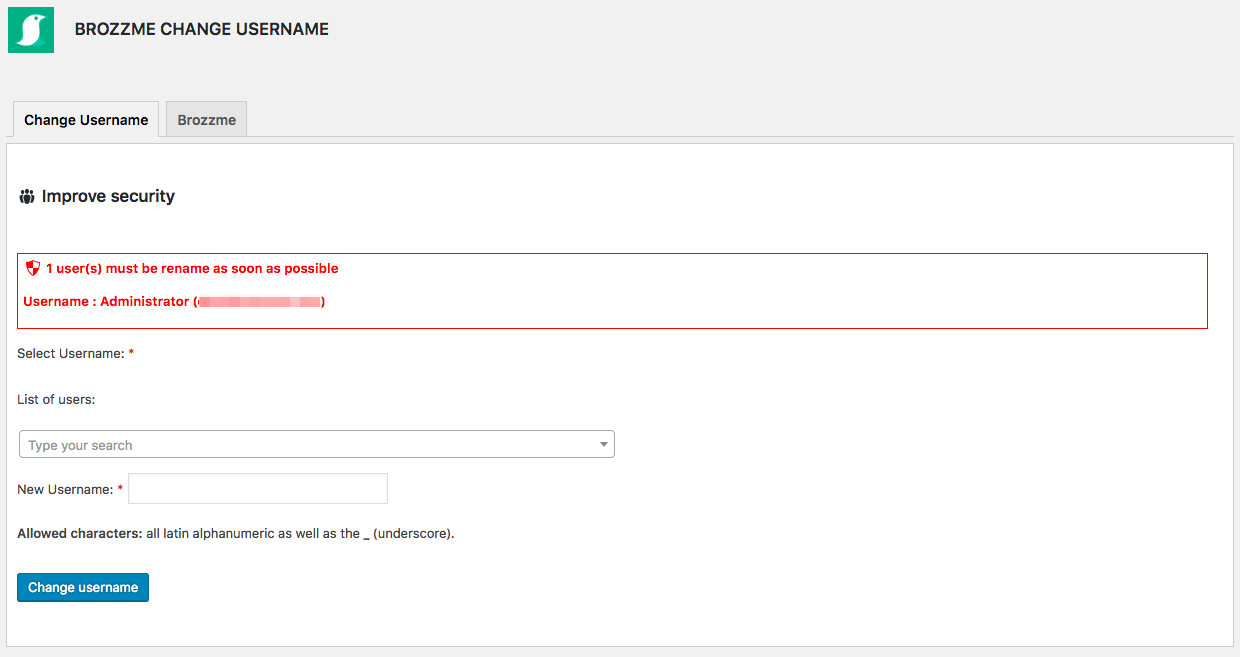 BROZZME CHANGE USERNAME
Change Username Brozzme
Improve security
1 user(s) must be rename as soon as possible
Username : Administrator ()
Select Username: *
List of users:
Type your search
New Username: *
Allowed characters: all latin alphanumeric as well as the _ (underscore).
Change username